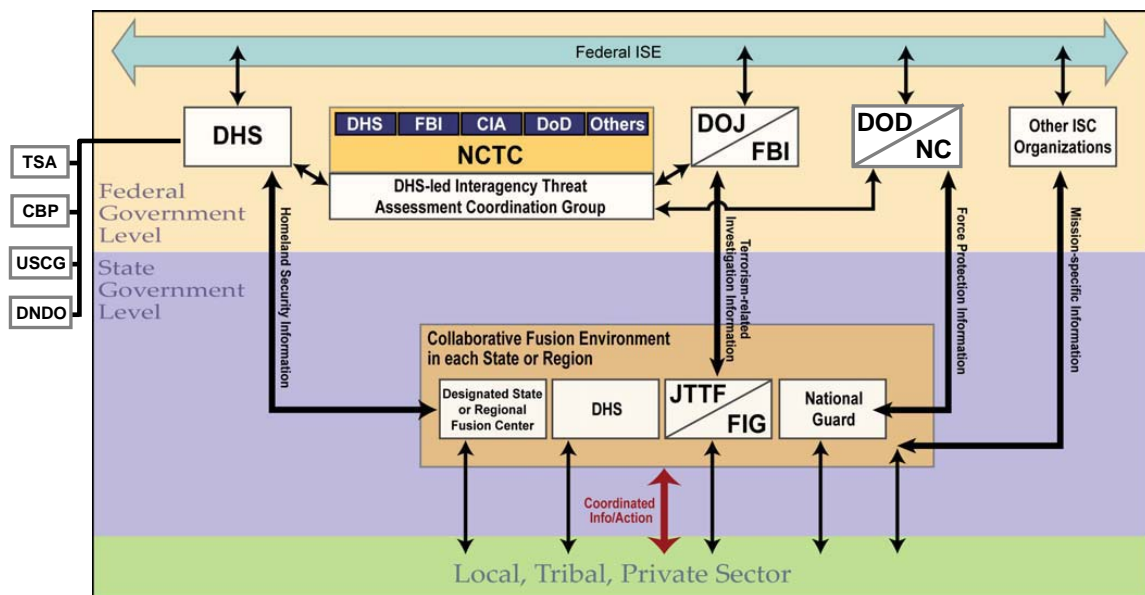 Federal ISE
DHS
DHS
FBI
CIA
DoD
Others
NCTC
DHS-led Interagency Threat
Assessment Coordination Group
DOJ
FBI
DOD
NC
Other ISC
Organizations
TSA
CBP
USCG
DNDO
Federal
Government
Level
State
Government
Level
Homeland Security Information
Terrorism-related
Investigation Information
Force Protection Information
Mission-specific Information
Collaborative Fusion Environment
in each State or Region
Designated State
or Regional
Fusion Center
DHS
JTTF
FIG
National
Guard
Coordinated
Info/Action
Local, Tribal, Private Sector